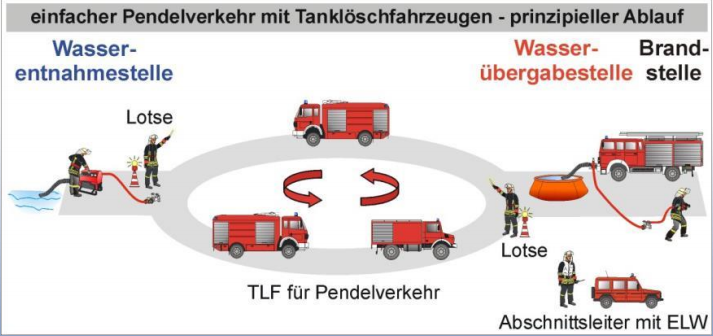 einfacher Pendelverkehr mit Tanklöschfahrzeugen - prinzipieller Ablauf
Wasser-
entnahmestelle
Wasser-
übergabestelle
Brand-
stelle
Lotse
Lotse
TLF für Pendelverkehr
Abschnittsleiter mit ELW